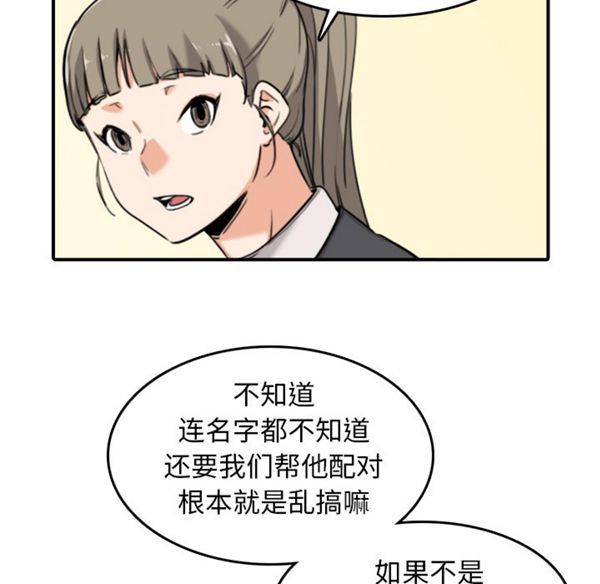 不知道
连名字都不知道
还要我们帮他配对
根本就是乱搞嘛
如果不是